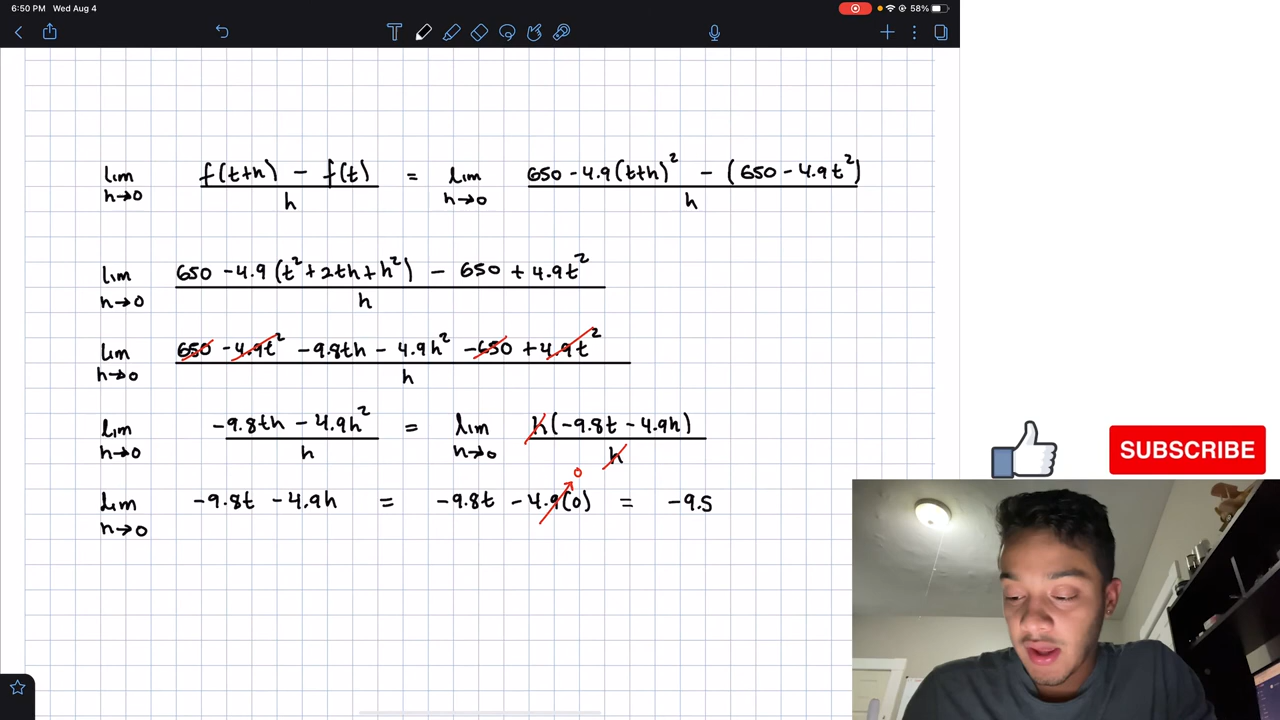 6:50 PM Wed Aug 4 58%
T
lim h→0 f(t+h) - f(t) / h = lim h→0 650 - 4.9(t+h)² - (650 - 4.9t²) / h
lim h→0 650 - 4.9(t² + 2th + h²) - 650 + 4.9t² / h
lim h→0 650 - 4.9t² - 9.8th - 4.9h² - 650 + 4.9t² / h
lim h→0 -9.8th - 4.9h² / h = lim h→0 h(-9.8t - 4.9h) / h
lim h→0 -9.8t - 4.9h = -9.8t - 4.9(0) 0 = -9.5
SUBSCRIBE